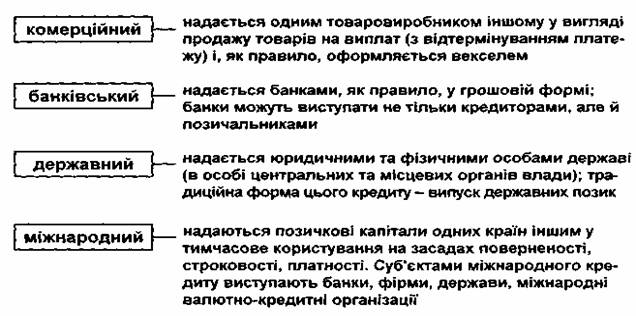 комерційний
надається одним товаровиробником іншому у вигляді
продажу товарів на виплат (з відтермінуванням плате-
жу) і, як правило, оформляється векселем
банківський
надається банками, як правило, у грошовій формі;
банки можуть виступати не тільки кредиторами, але й
позичальниками
державний
надається юридичними та фізичними особами державі
(в особі центральних та місцевих органів влади); тра-
диційна форма цього кредиту – випуск державних позик
міжнародний
надаються позичкові капітали одних країн іншим у
тимчасове користування на засадах поверненості,
строковості, платності. Суб'єктами міжнародного кре-
диту виступають банки, фірми, держави, міжнародні
валютно-кредитні організації